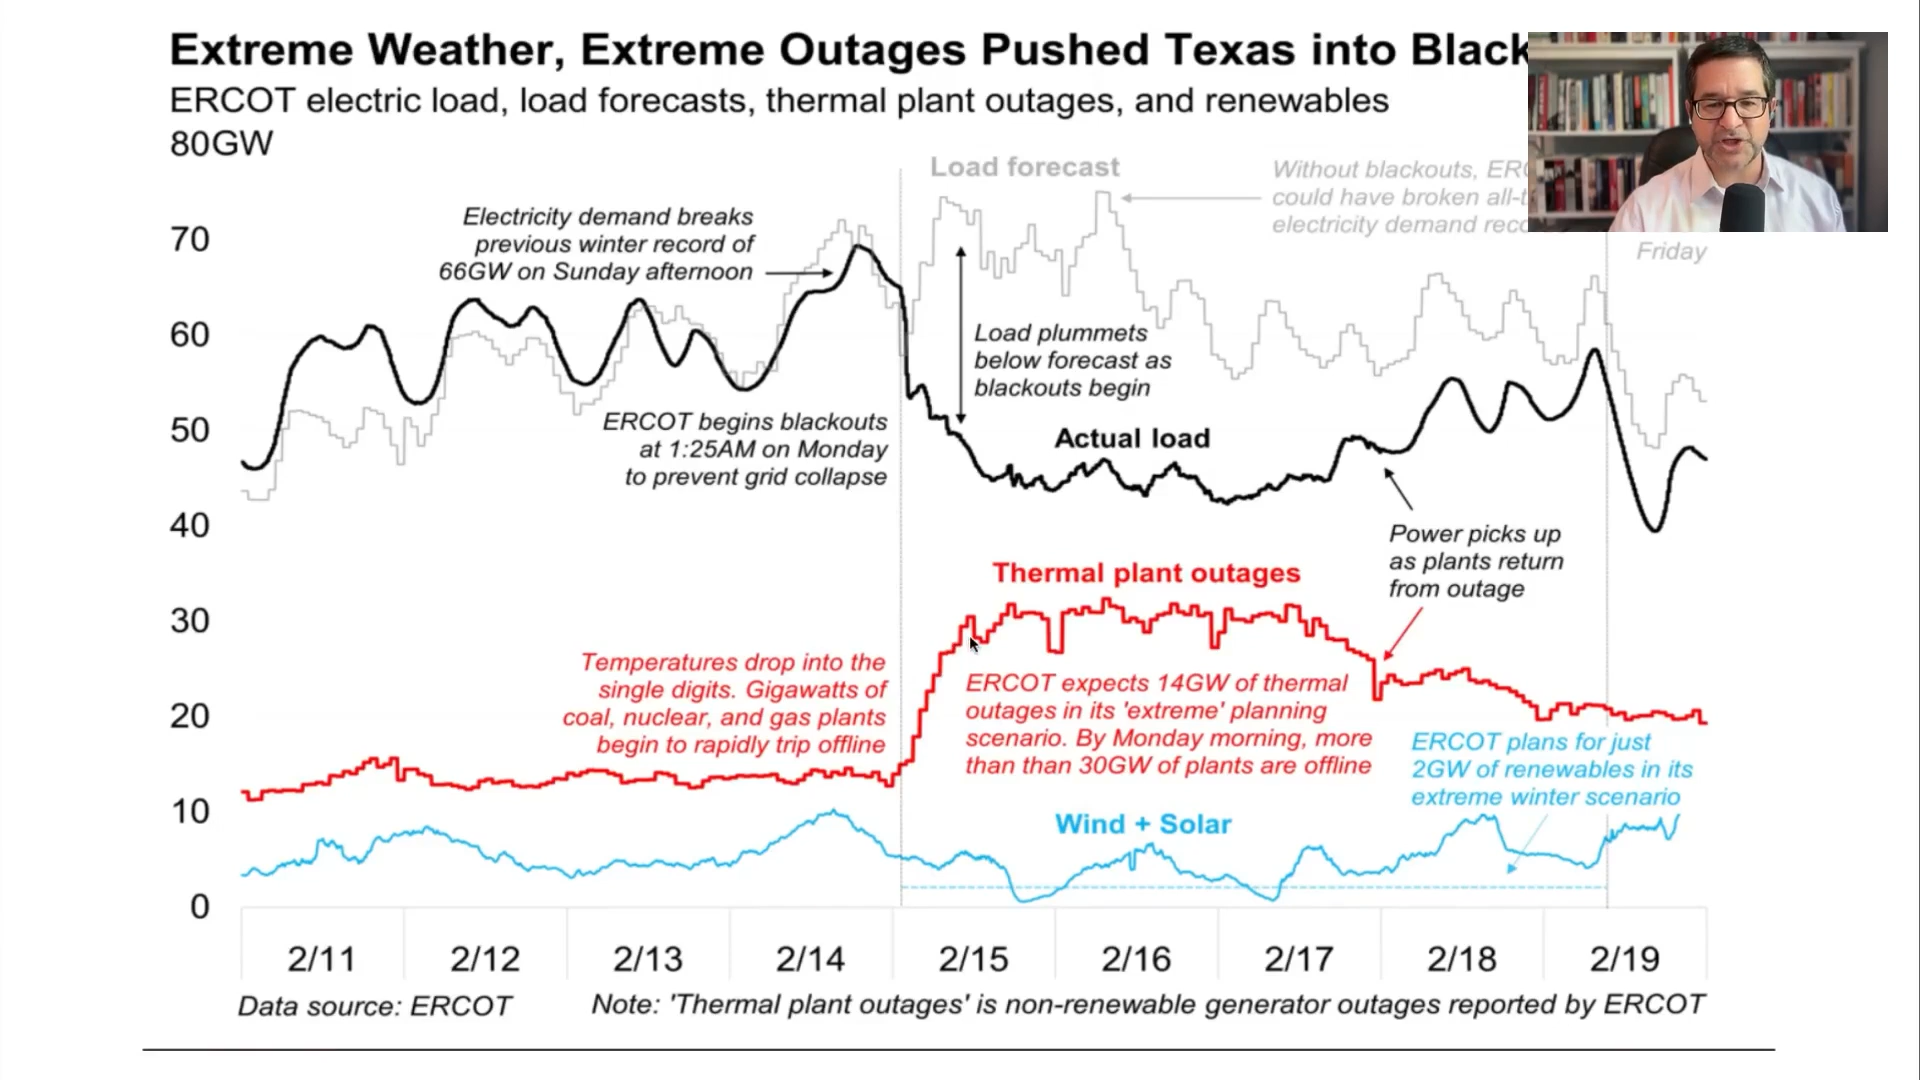 Extreme Weather, Extreme Outages Pushed Texas into Black
ERCOT electric load, load forecasts, thermal plant outages, and renewables
80GW
Load forecast
Without blackouts, ERC
could have broken all-t
electricity demand reco
Friday
Electricity demand breaks
previous winter record of
66GW on Sunday afternoon
70
60
Load plummets
below forecast as
blackouts begin
ERCOT begins blackouts
at 1:25AM on Monday
to prevent grid collapse
50
Actual load
40
Power picks up
as plants return
from outage
Thermal plant outages
30
Temperatures drop into the
single digits. Gigawatts of
coal, nuclear, and gas plants
begin to rapidly trip offline
ERCOT expects 14GW of thermal
outages in its 'extreme' planning
scenario. By Monday morning, more
than than 30GW of plants are offline
20
ERCOT plans for just
2GW of renewables in its
extreme winter scenario
10
Wind + Solar
0
2/11 2/12 2/13 2/14 2/15 2/16 2/17 2/18 2/19
Data source: ERCOT
Note: 'Thermal plant outages' is non-renewable generator outages reported by ERCOT